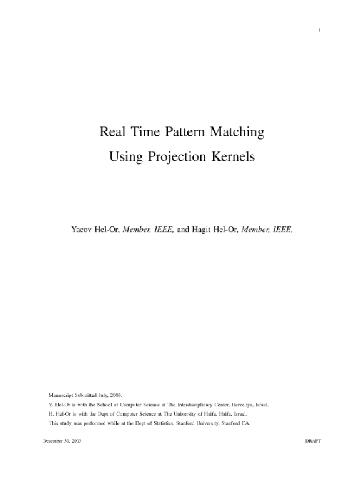 1
Real Time Pattern Matching
Using Projection Kernels
Yacov Hel-Or, Member, IEEE, and Hagit Hel-Or, Member, IEEE.
Manuscript Submitted: July, 2003.
Y. Hel-Or is with the School of Computer Science at The Interdisciplinary Center, Herzeliya, Israel.
H. Hel-Or is with the Dept of Computer Science at The University of Haifa, Haifa, Israel.
This study was performed while at the Dept of Statistics, Stanford University, Stanford CA.
December 30, 2003
DRAFT